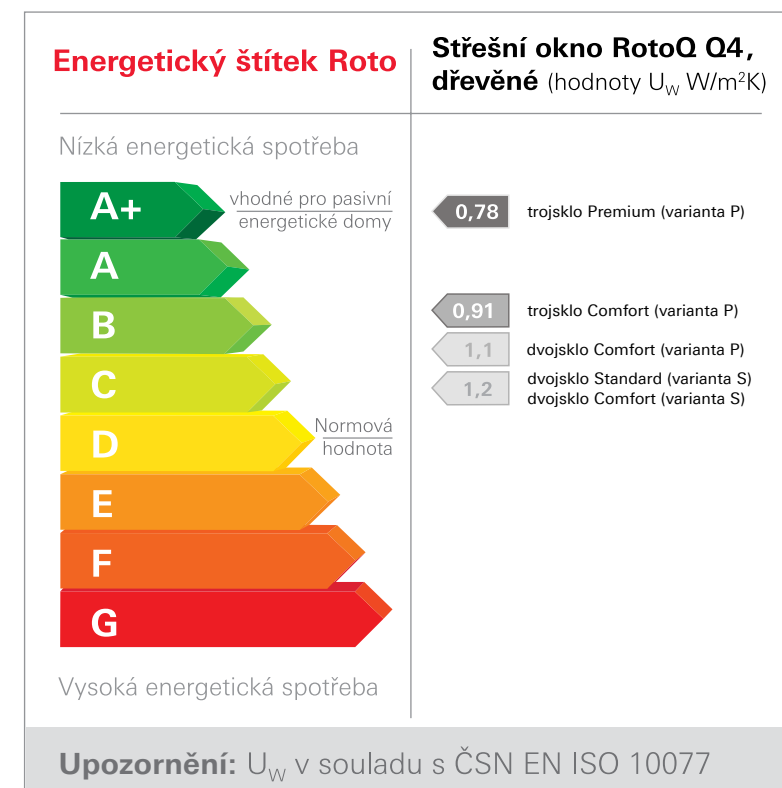 Energetický štítek Roto
Střešní okno RotoQ Q4,
dřevěné (hodnoty U_W W/m²K)
Nízká energetická spotřeba
A+
vhodné pro pasivní
energetické domy
0,78 trojsklo Premium (varianta P)
A
B
0,91 trojsklo Comfort (varianta P)
1,1 dvojsklo Comfort (varianta P)
C
1,2 dvojsklo Standard (varianta S)
dvojsklo Comfort (varianta S)
D
Normová
hodnota
E
F
G
Vysoká energetická spotřeba
Upozornění: U_W v souladu s ČSN EN ISO 10077